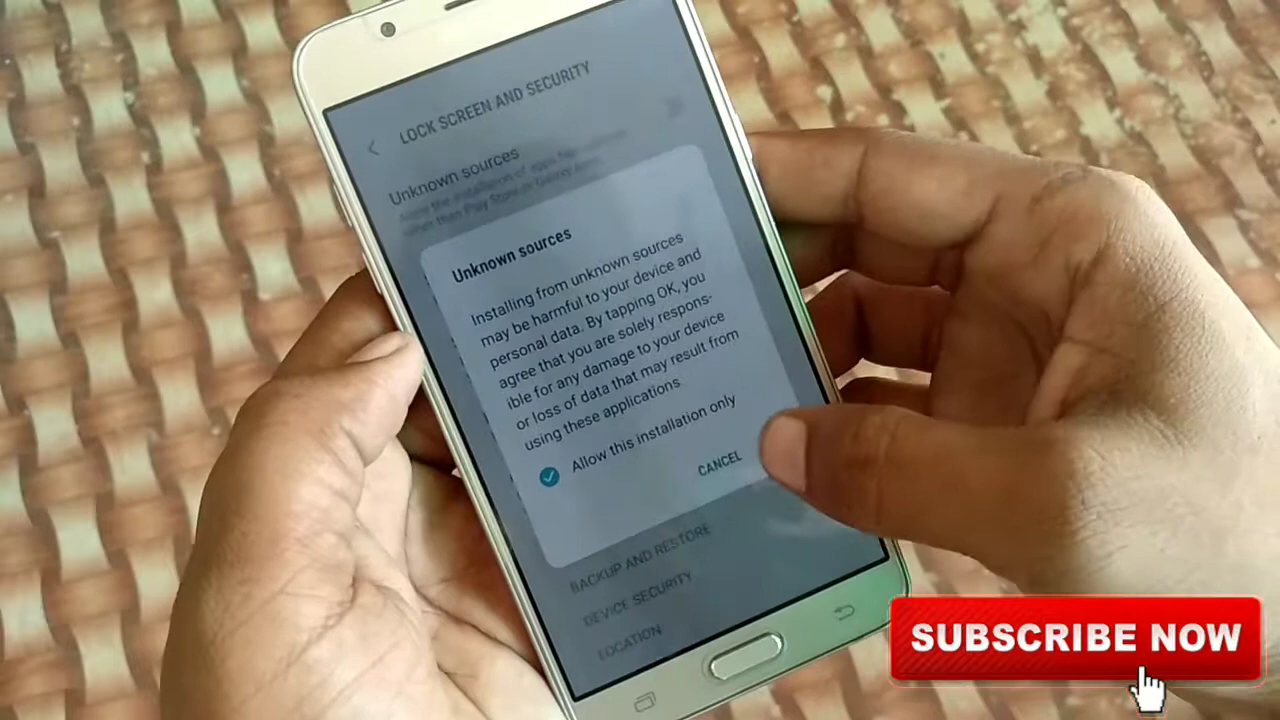 LOCK SCREEN AND SECURITY
Unknown sources
Allow the installation of apps from sources
other than Play Store or Galaxy Apps.
Unknown sources
Installing from unknown sources
may be harmful to your device and
personal data. By tapping OK, you
agree that you are solely respons-
ible for any damage to your device
or loss of data that may result from
using these applications.
Allow this installation only
CANCEL
BACKUP AND RESTORE
DEVICE SECURITY
LOCATION
SUBSCRIBE NOW